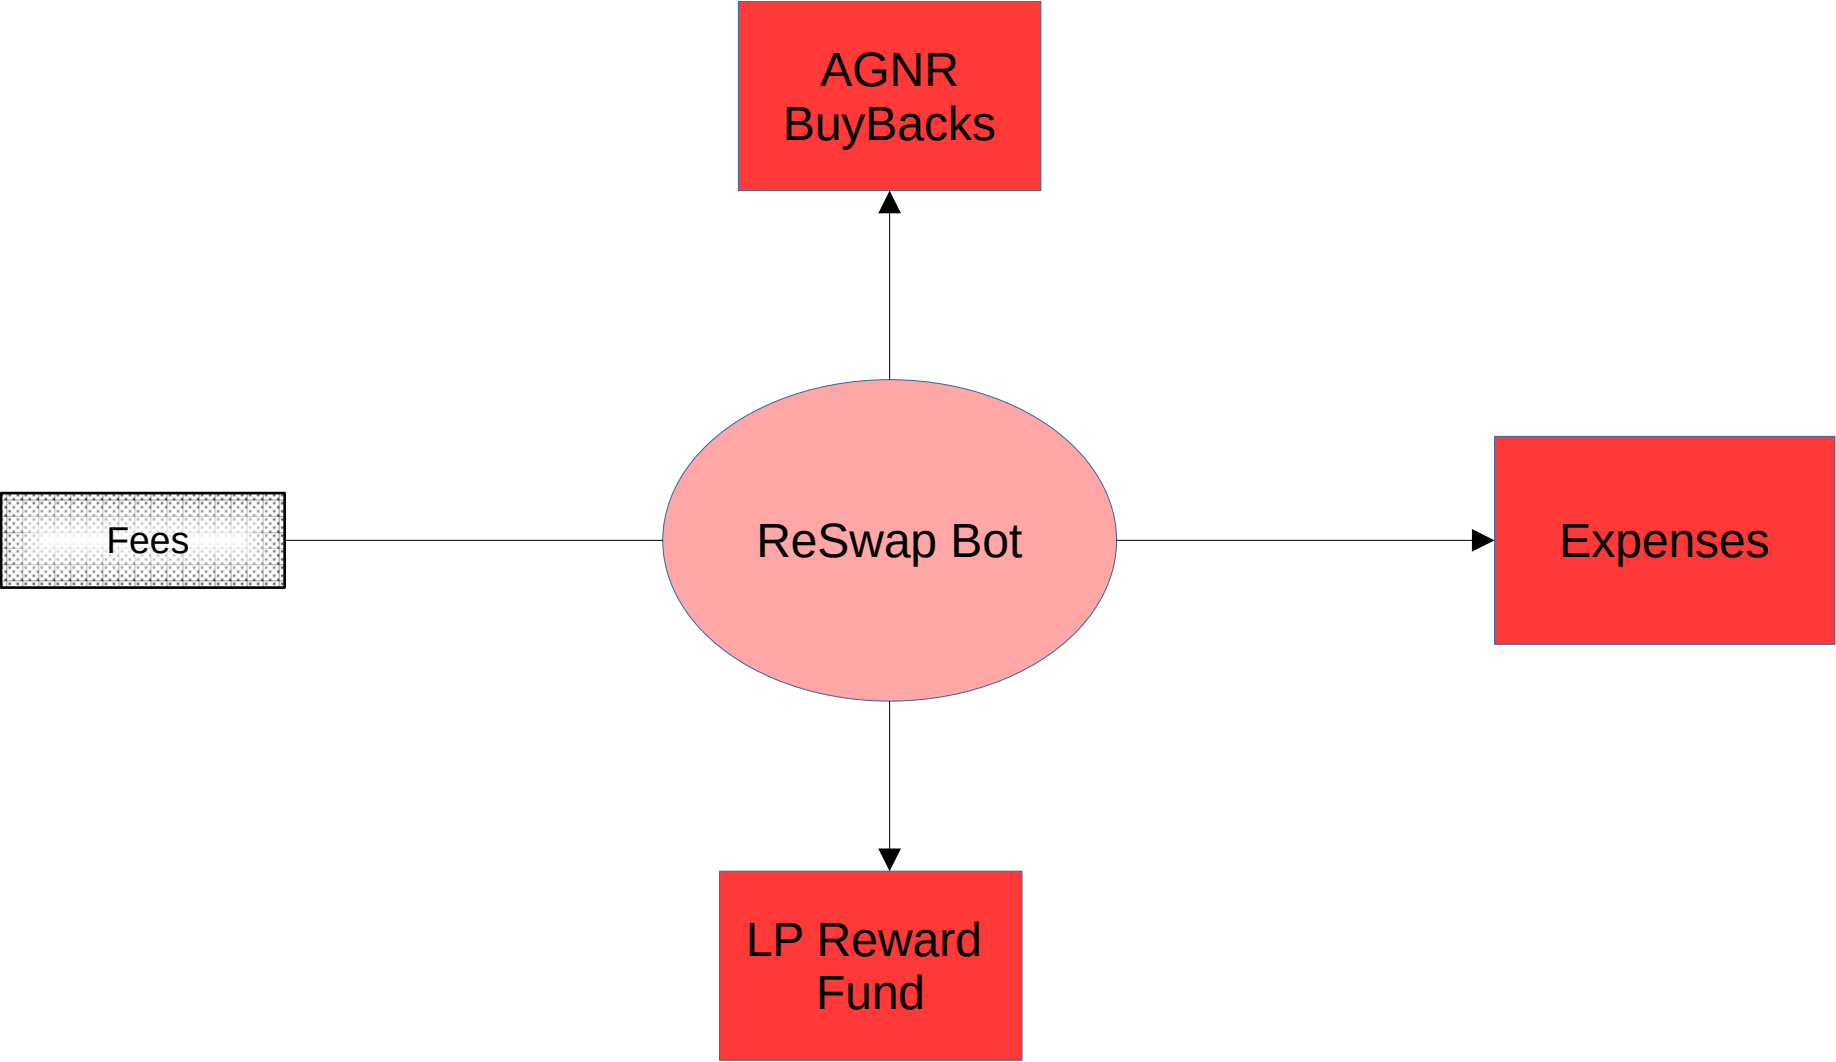 AGNR
BuyBacks
Fees
ReSwap Bot
Expenses
LP Reward
Fund